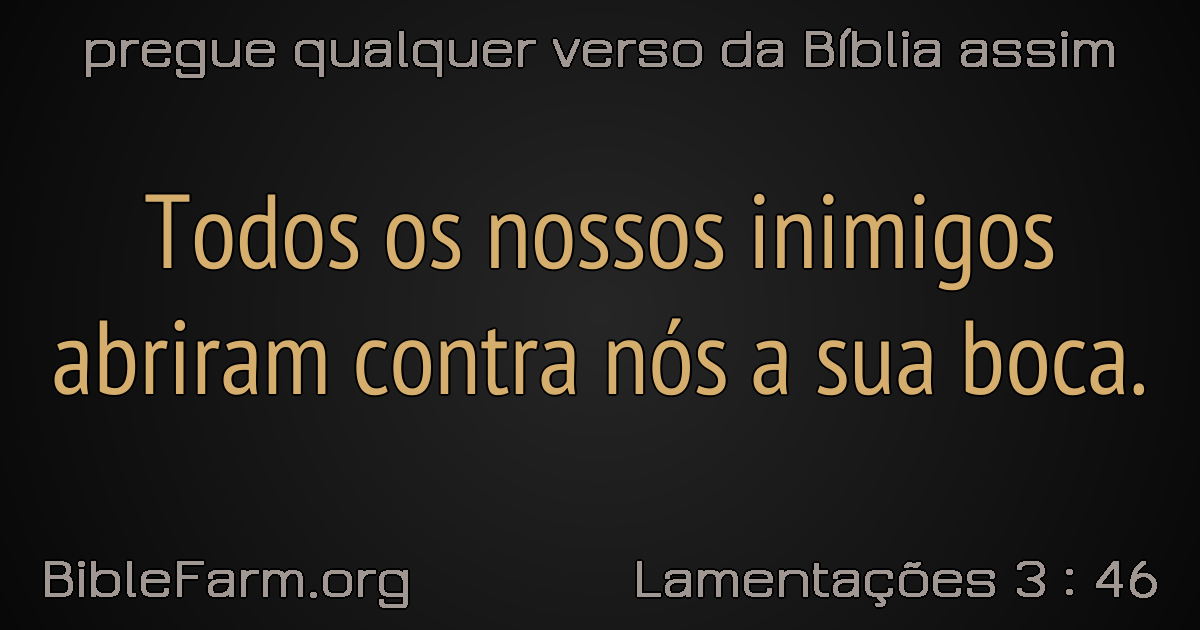 pregue qualquer verso da Bíblia assim
Todos os nossos inimigos
abriram contra nós a sua boca.
BibleFarm.org
Lamentações 3 : 46